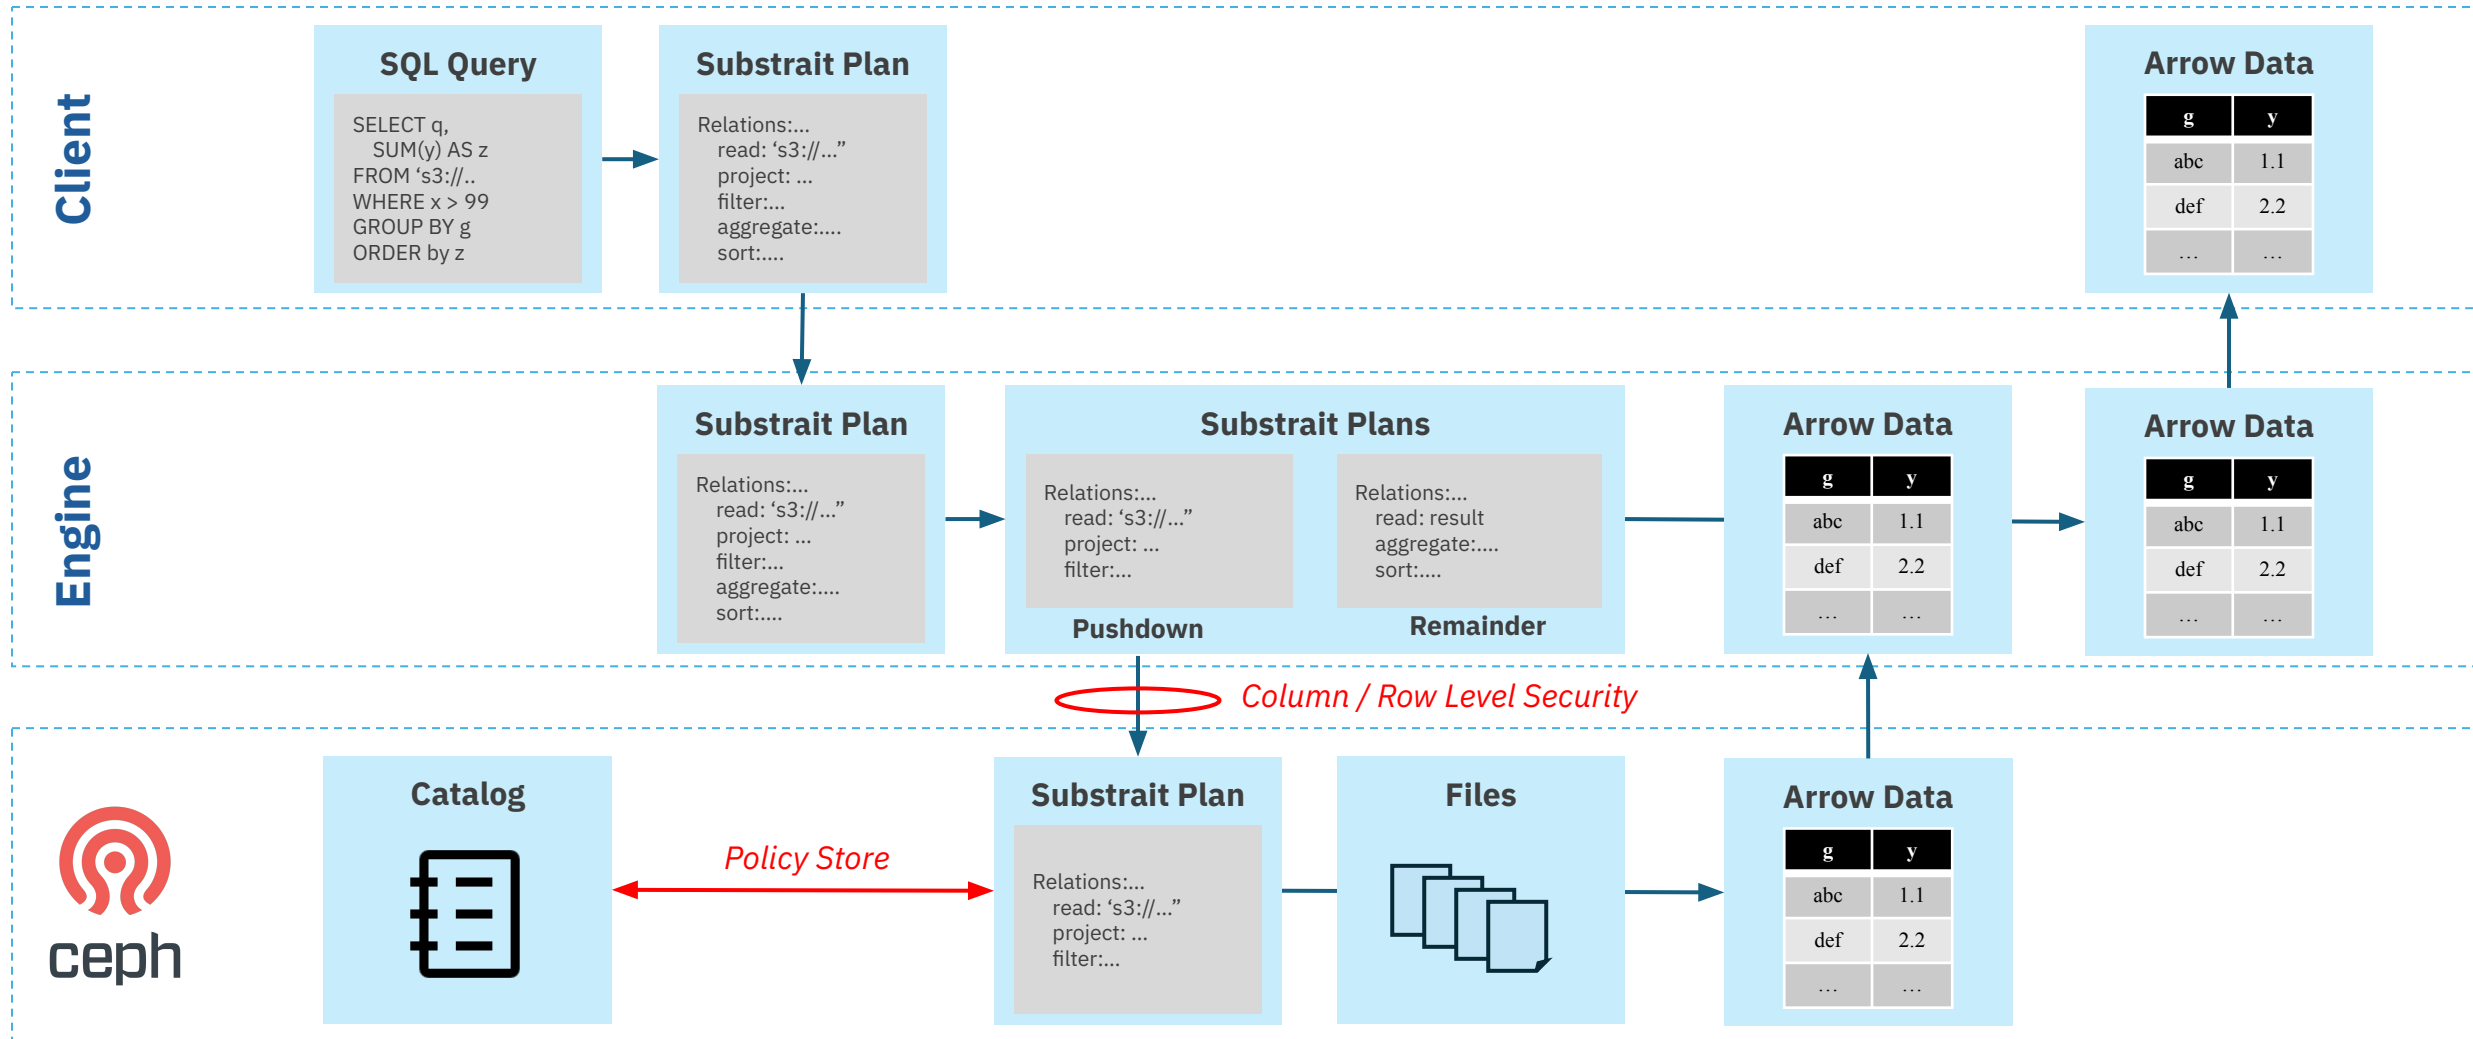 Client
SQL Query
SELECT q,
SUM(y) AS z
FROM ‘s3://..
WHERE x > 99
GROUP BY g
ORDER by z
Substrait Plan
Relations:...
read: ‘s3://...”
project: ...
filter:...
aggregate:....
sort:....
Arrow Data
g y
abc 1.1
def 2.2
... ...
Engine
Substrait Plan
Relations:...
read: ‘s3://...”
project: ...
filter:...
aggregate:....
sort:....
Substrait Plans
Relations:...
read: ‘s3://...”
project: ...
filter:...
Pushdown
Relations:...
read: result
aggregate:....
sort:....
Remainder
Arrow Data
g y
abc 1.1
def 2.2
... ...
Arrow Data
g y
abc 1.1
def 2.2
... ...
Column / Row Level Security
ceph
Catalog
Policy Store
Substrait Plan
Relations:...
read: ‘s3://...”
project: ...
filter:...
Files
Arrow Data
g y
abc 1.1
def 2.2
... ...